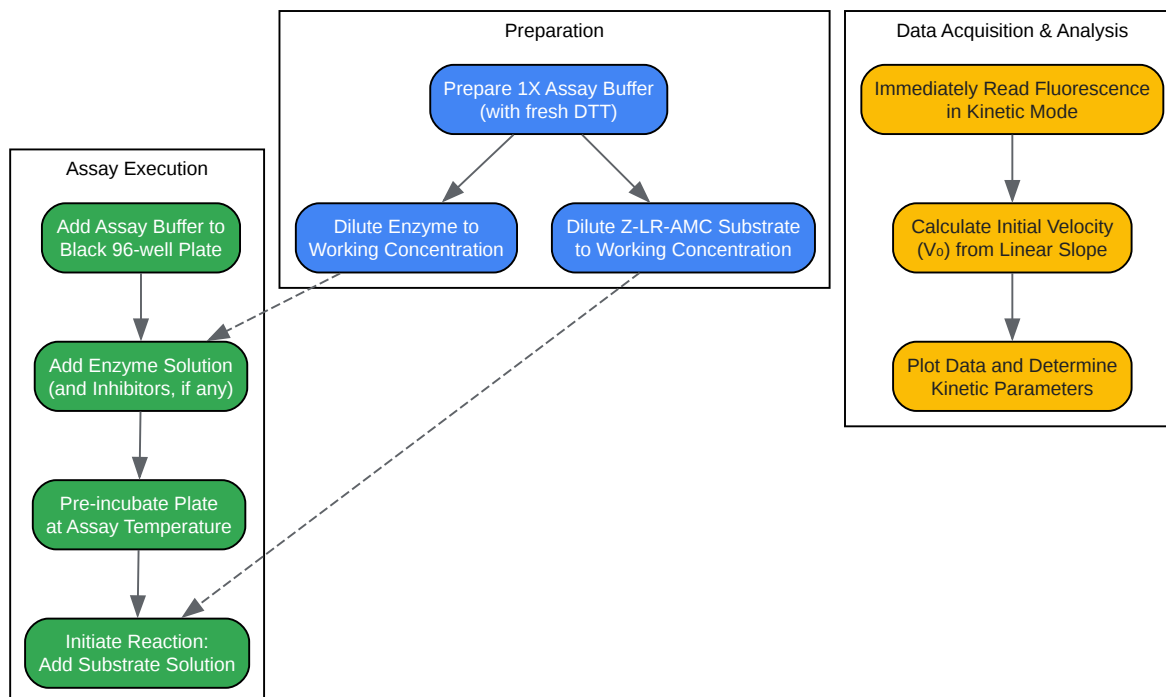 Preparation
Prepare 1X Assay Buffer
(with fresh DTT)
Dilute Enzyme to
Working Concentration
Dilute Z-LR-AMC Substrate
to Working Concentration
Assay Execution
Add Assay Buffer to
Black 96-well Plate
Add Enzyme Solution
(and Inhibitors, if any)
Pre-incubate Plate
at Assay Temperature
Initiate Reaction:
Add Substrate Solution
Data Acquisition & Analysis
Immediately Read Fluorescence
in Kinetic Mode
Calculate Initial Velocity
(V₀) from Linear Slope
Plot Data and Determine
Kinetic Parameters